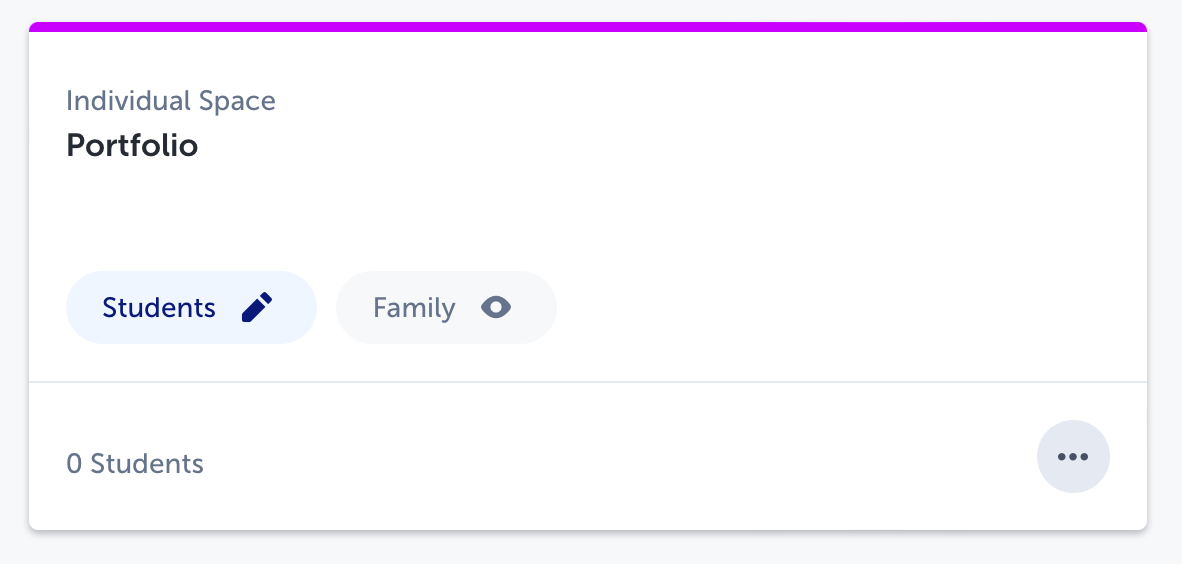 Individual Space
Portfolio
Students
Family
0 Students